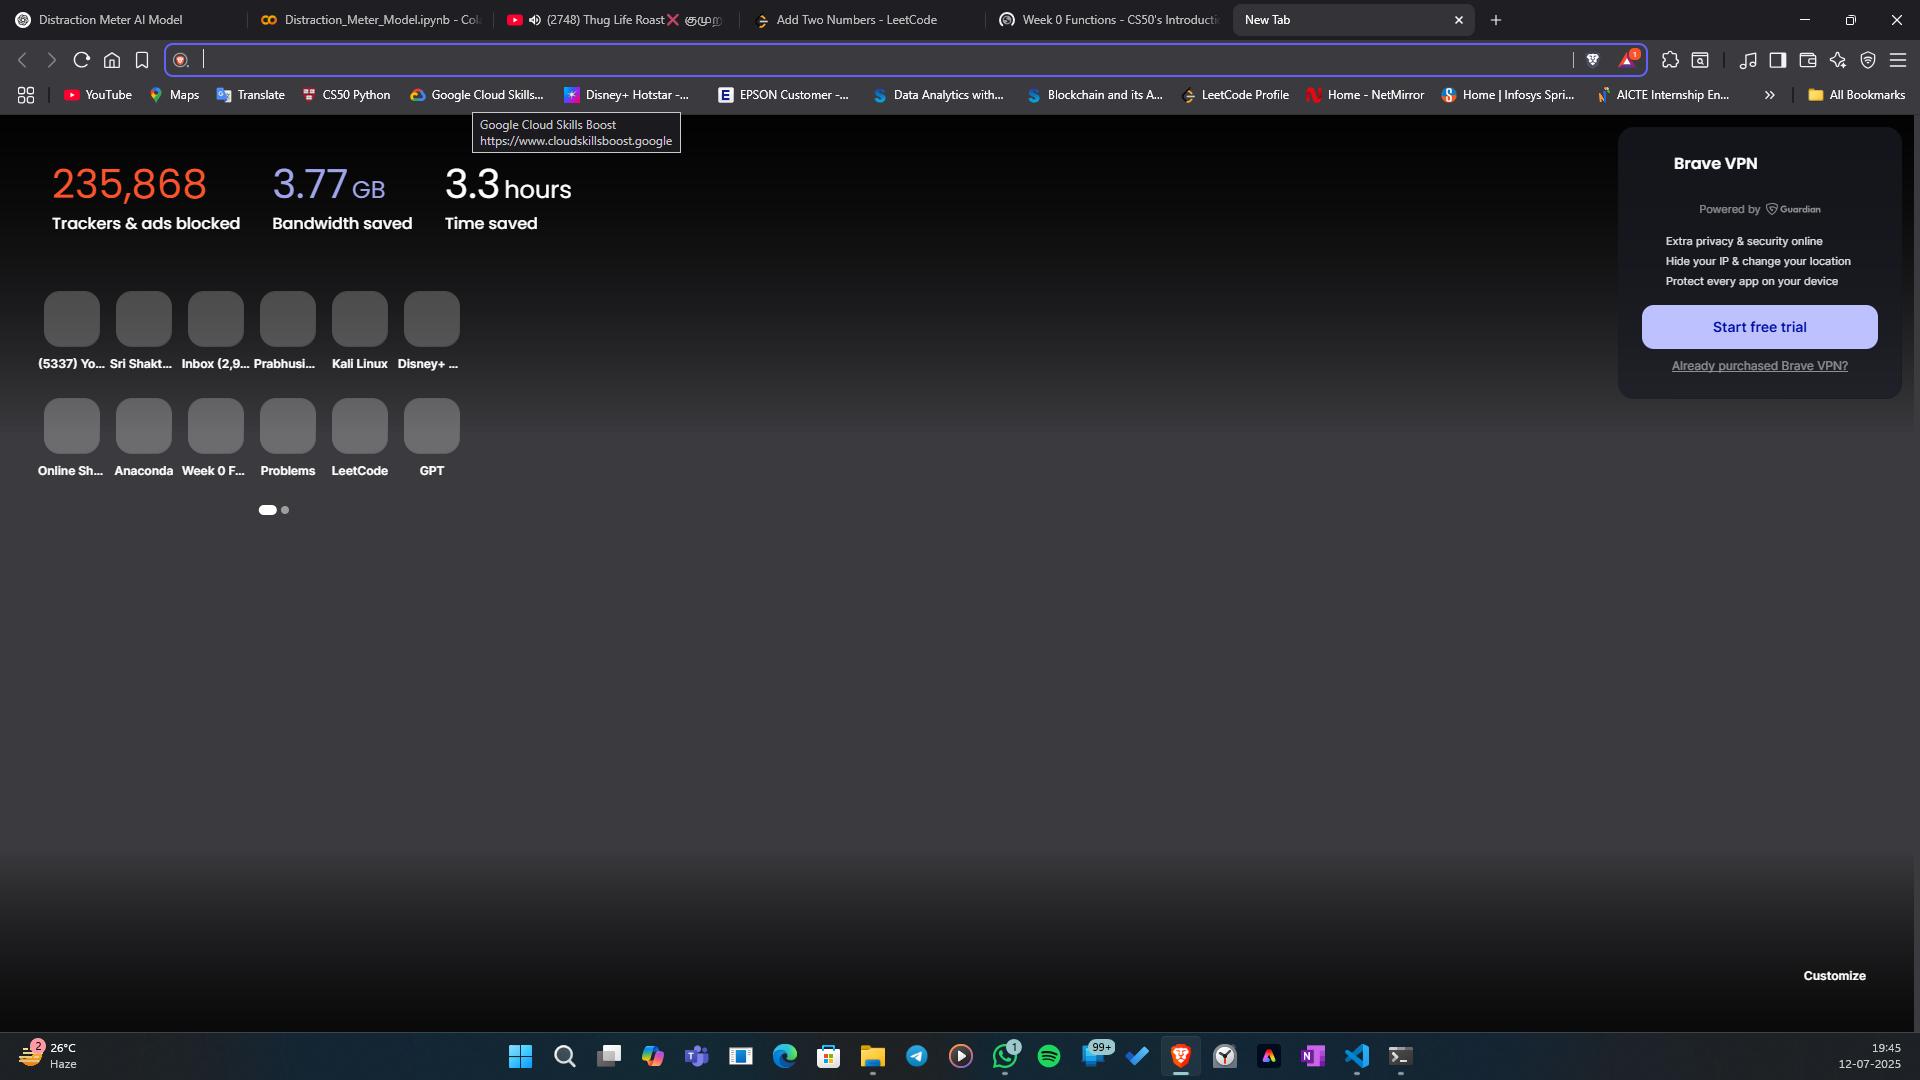 Distraction Meter AI Model
Distraction_Meter_Model.ipynb - Cola
(2748) Thug Life Roast❌ குமுற
Add Two Numbers - LeetCode
Week 0 Functions - CS50's Introductio
New Tab
YouTube
Maps
Translate
CS50 Python
Google Cloud Skills...
Disney+ Hotstar -...
EPSON Customer -...
Data Analytics with...
Blockchain and its A...
LeetCode Profile
Home - NetMirror
Home | Infosys Spri...
AICTE Internship En...
All Bookmarks
Google Cloud Skills Boost
https://www.cloudskillsboost.google
235,868
Trackers & ads blocked
3.77 GB
Bandwidth saved
3.3 hours
Time saved
(5337) Yo...
Sri Shakt...
Inbox (2,9...
Prabhusi...
Kali Linux
Disney+ ...
Online Sh...
Anaconda
Week 0 F...
Problems
LeetCode
GPT
Brave VPN
Powered by Guardian
Extra privacy & security online
Hide your IP & change your location
Protect every app on your device
Start free trial
Already purchased Brave VPN?
Customize
2
26°C
Haze
1
99+
19:45
12-07-2025